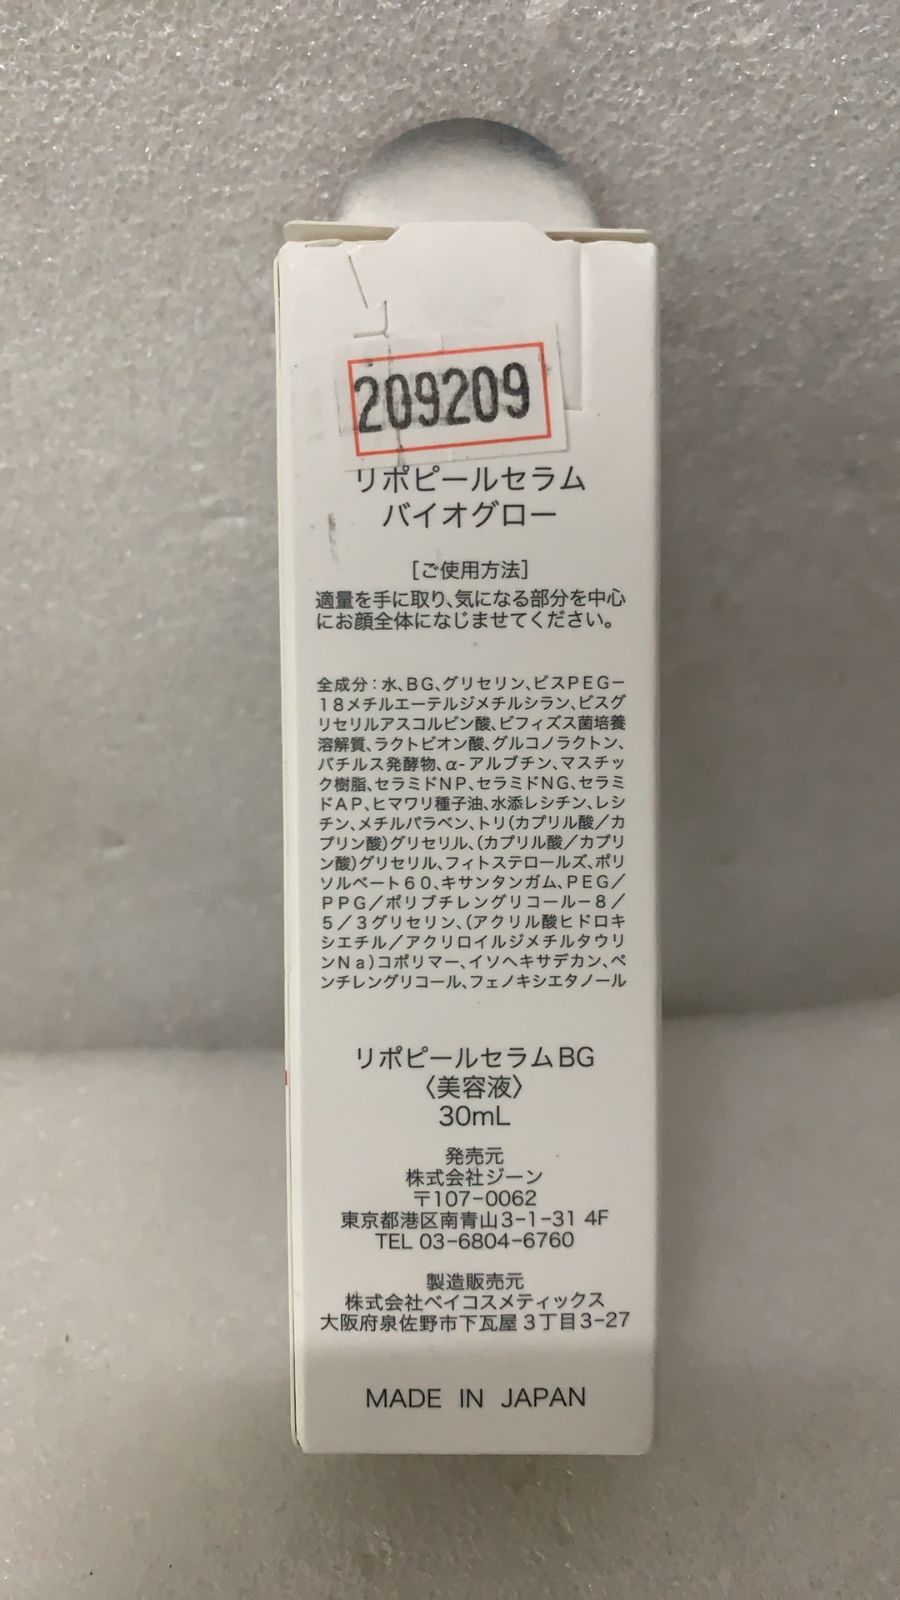 209209
リポピールセラム
バイオグロー
［ご使用方法］
適量を手に取り、気になる部分を中心
にお顔全体になじませてください。
全成分：水、BG、グリセリン、ビスPEG－
18メチルエーテルジメチルシラン、ビスグ
リセリルアスコルビン酸、ビフィズス菌培養
溶解質、ラクトビオン酸、グルコノラクトン、
バチルス発酵物、α-アルブチン、マスチッ
ク樹脂、セラミドNP、セラミドNG、セラミ
ドAP、ヒマワリ種子油、水添レシチン、レシ
チン、メチルパラベン、トリ（カプリル酸／カ
プリン酸）グリセリル、（カプリル酸／カプリ
ン酸）グリセリル、フィトステロールズ、ポリ
ソルベート60、キサンタンガム、PEG／
PPG／ポリブチレングリコール－8／
5／3グリセリン、（アクリル酸ヒドロキ
シエチル／アクリロイルジメチルタウリ
ンNa）コポリマー、イソヘキサデカン、ペ
ンチレングリコール、フェノキシエタノール
リポピールセラムBG
〈美容液〉
30mL
発売元
株式会社ジーン
〒107-0062
東京都港区南青山3-1-31 4F
TEL 03-6804-6760
製造販売元
株式会社ベイコスメティックス
大阪府泉佐野市下瓦屋3丁目3-27
MADE IN JAPAN